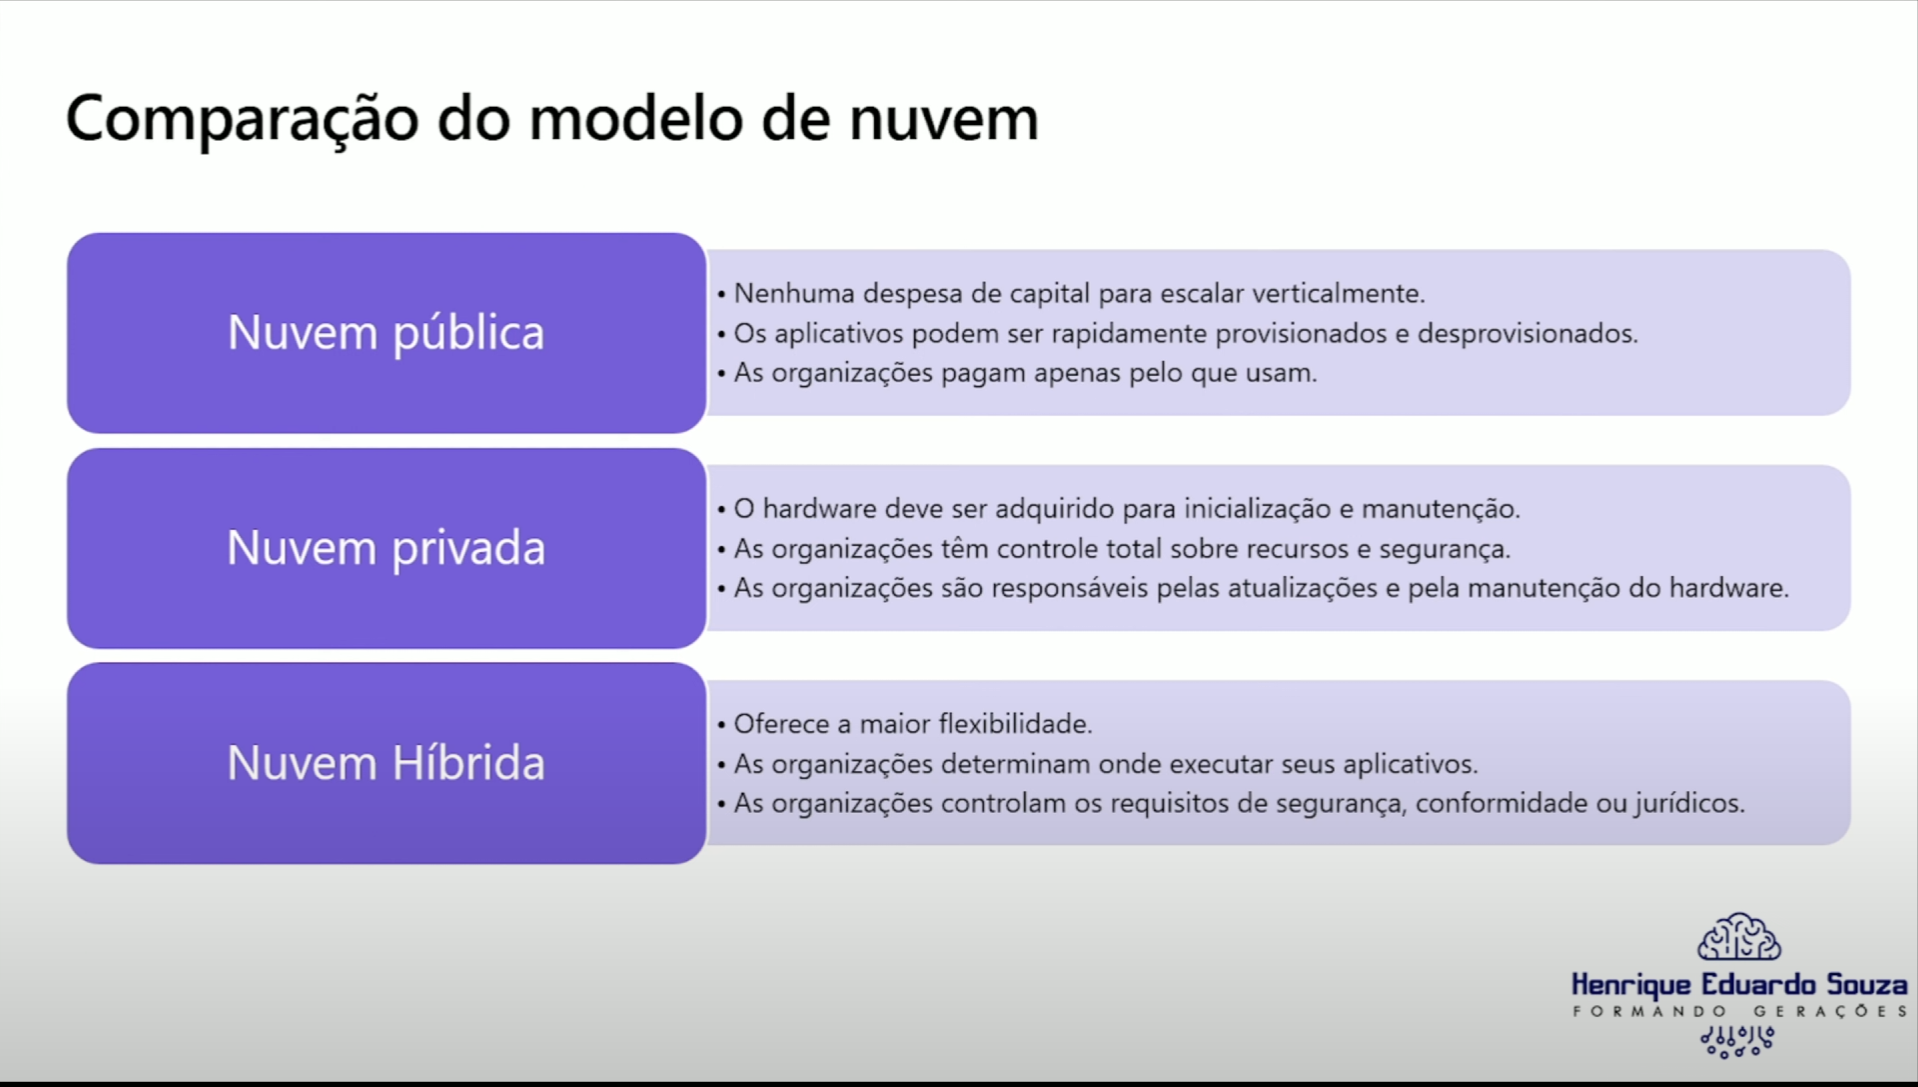 Comparação do modelo de nuvem
Nuvem pública
• Nenhuma despesa de capital para escalar verticalmente.
• Os aplicativos podem ser rapidamente provisionados e desprovisionados.
• As organizações pagam apenas pelo que usam.
Nuvem privada
• O hardware deve ser adquirido para inicialização e manutenção.
• As organizações têm controle total sobre recursos e segurança.
• As organizações são responsáveis pelas atualizações e pela manutenção do hardware.
Nuvem Híbrida
• Oferece a maior flexibilidade.
• As organizações determinam onde executar seus aplicativos.
• As organizações controlam os requisitos de segurança, conformidade ou jurídicos.
Henrique Eduardo Souza
FORMANDO GERAÇÕES